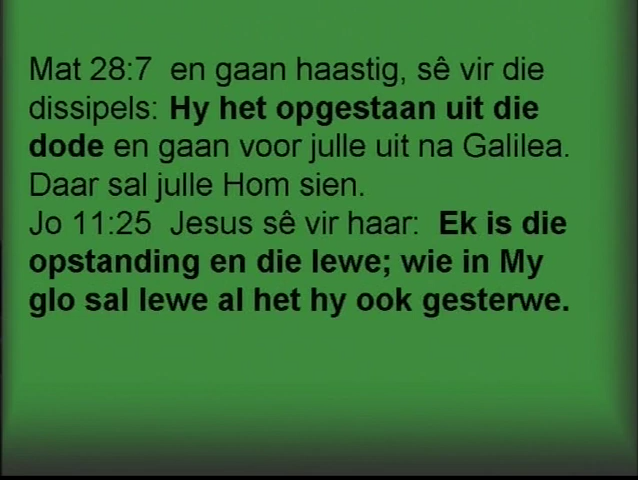 Mat 28:7  en gaan haastig, sê vir die
dissipels: Hy het opgestaan uit die
dode en gaan voor julle uit na Galilea.
Daar sal julle Hom sien.
Jo 11:25  Jesus sê vir haar:  Ek is die
opstanding en die lewe; wie in My
glo sal lewe al het hy ook gesterwe.